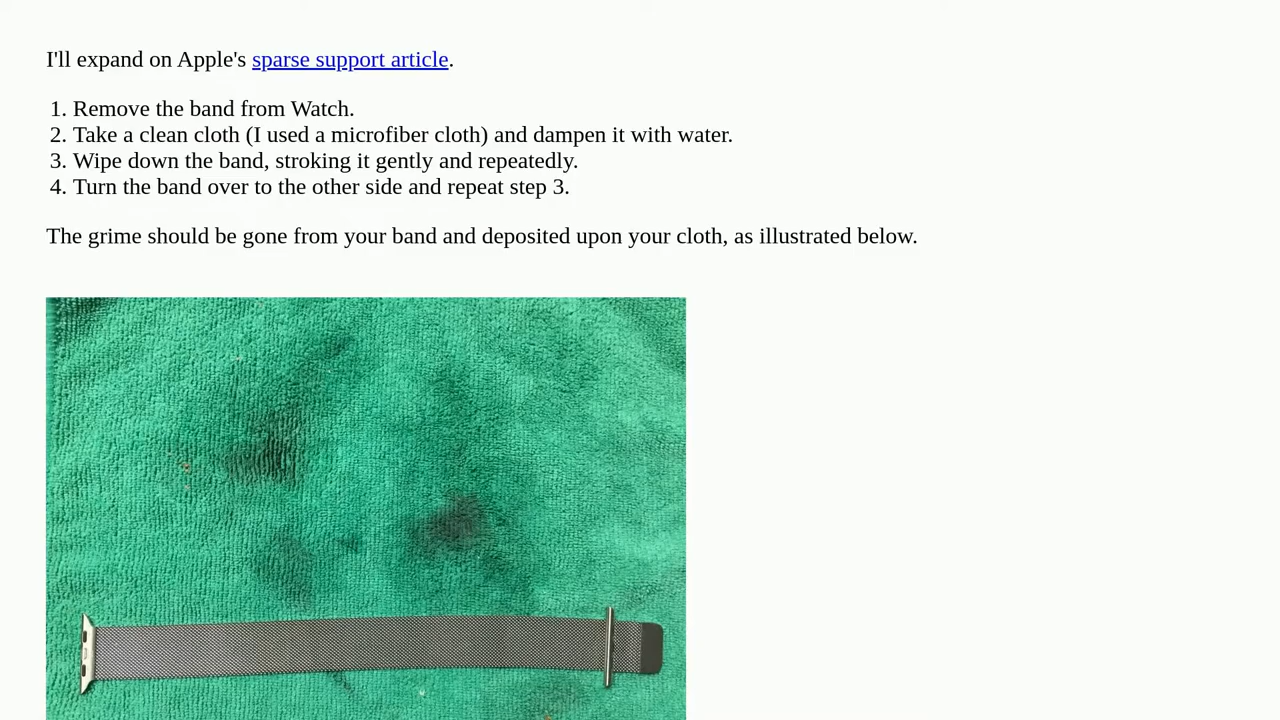 I'll expand on Apple's sparse support article.
1. Remove the band from Watch.
2. Take a clean cloth (I used a microfiber cloth) and dampen it with water.
3. Wipe down the band, stroking it gently and repeatedly.
4. Turn the band over to the other side and repeat step 3.
The grime should be gone from your band and deposited upon your cloth, as illustrated below.